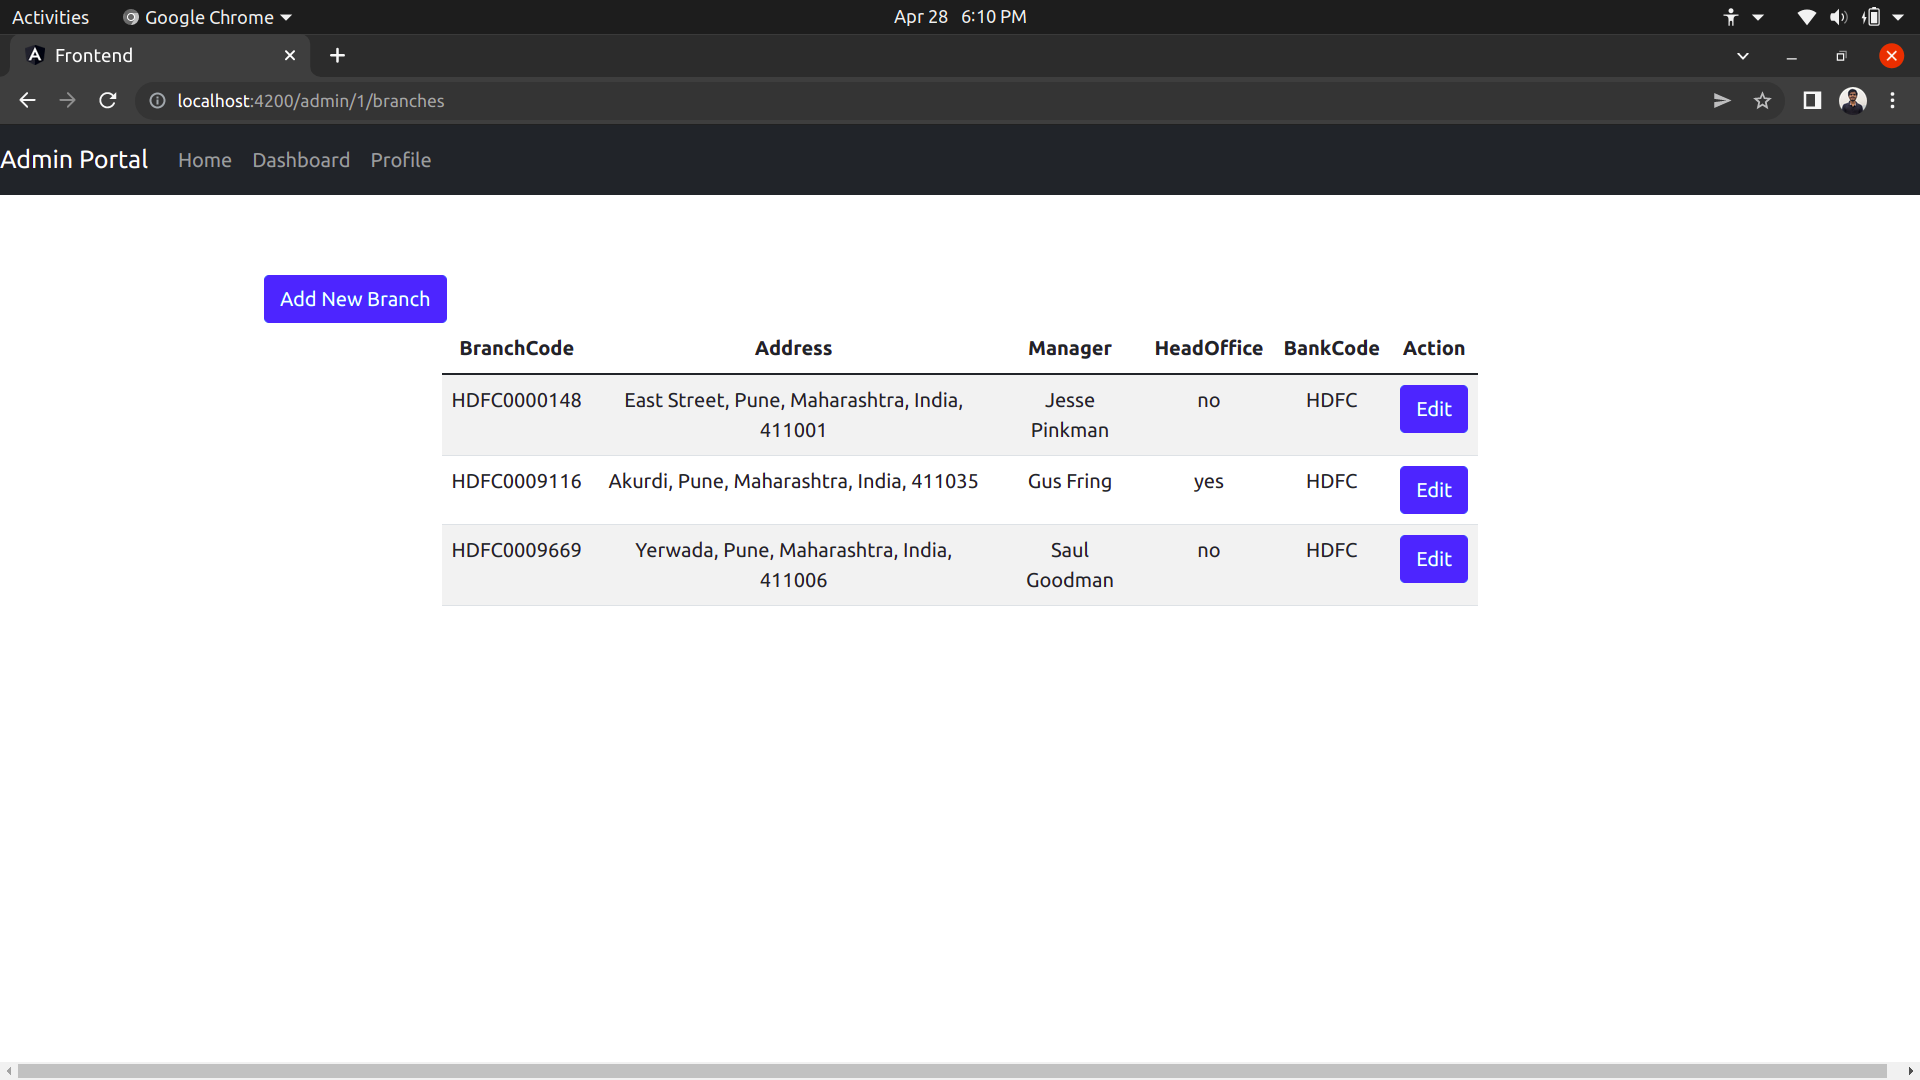 Activities Google Chrome Apr 28 6:10 PM
Frontend
localhost:4200/admin/1/branches
Admin Portal Home Dashboard Profile
Add New Branch
BranchCode Address Manager HeadOffice BankCode Action
HDFC0000148 East Street, Pune, Maharashtra, India, Jesse no HDFC Edit
411001 Pinkman
HDFC0009116 Akurdi, Pune, Maharashtra, India, 411035 Gus Fring yes HDFC Edit
HDFC0009669 Yerwada, Pune, Maharashtra, India, Saul no HDFC Edit
411006 Goodman